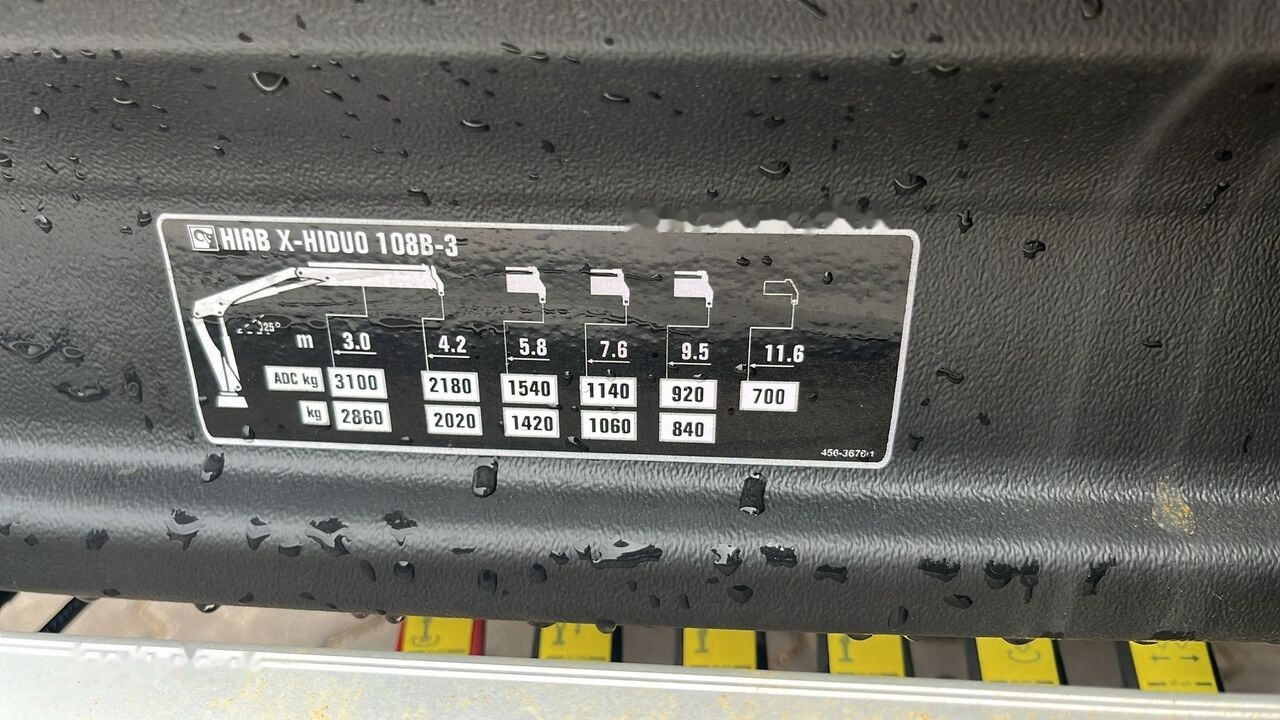 HIAB X-HIDUO 108B-3
m 3.0 4.2 5.8 7.6 9.5 11.6
ADC kg 3100 2180 1540 1140 920 700
kg 2860 2020 1420 1060 840